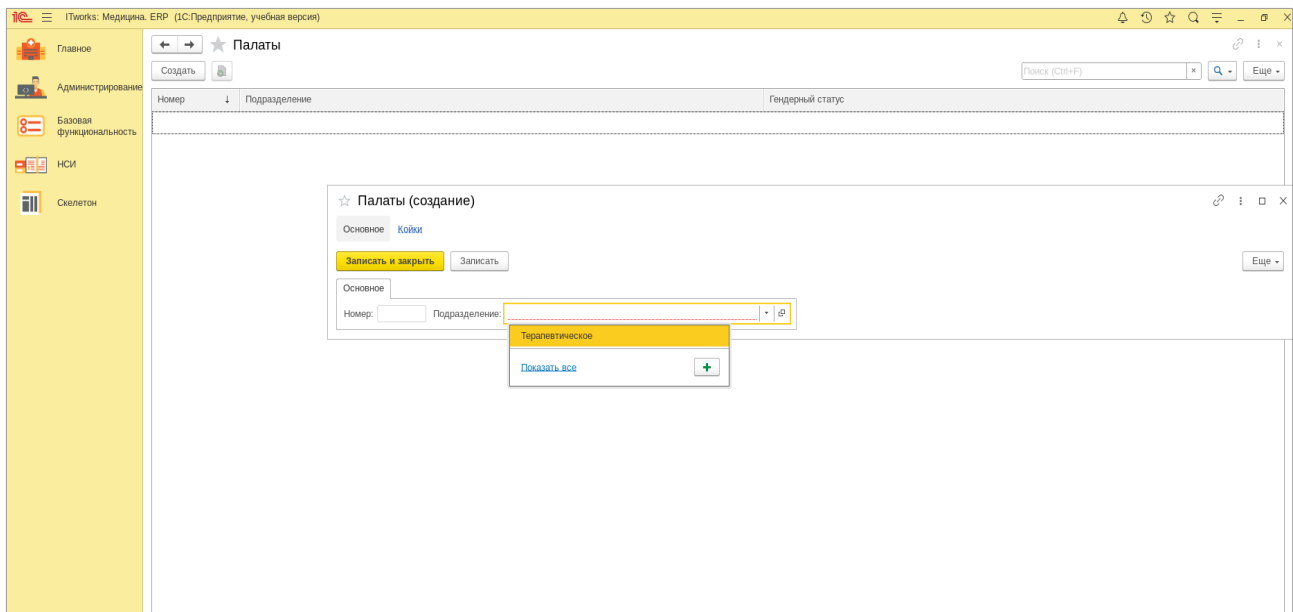 1С ITworks: Медицина. ERP (1С:Предприятие, учебная версия)
Главное
Администрирование
Базовая
функциональность
НСИ
Скелетон
Палаты
Создать
Поиск (Ctrl+F)
×
Еще
Номер ↓ Подразделение Гендерный статус
Палаты (создание)
Основное Койки
Записать и закрыть Записать Еще
Основное
Номер: Подразделение:
Терапевтическое
Показать все